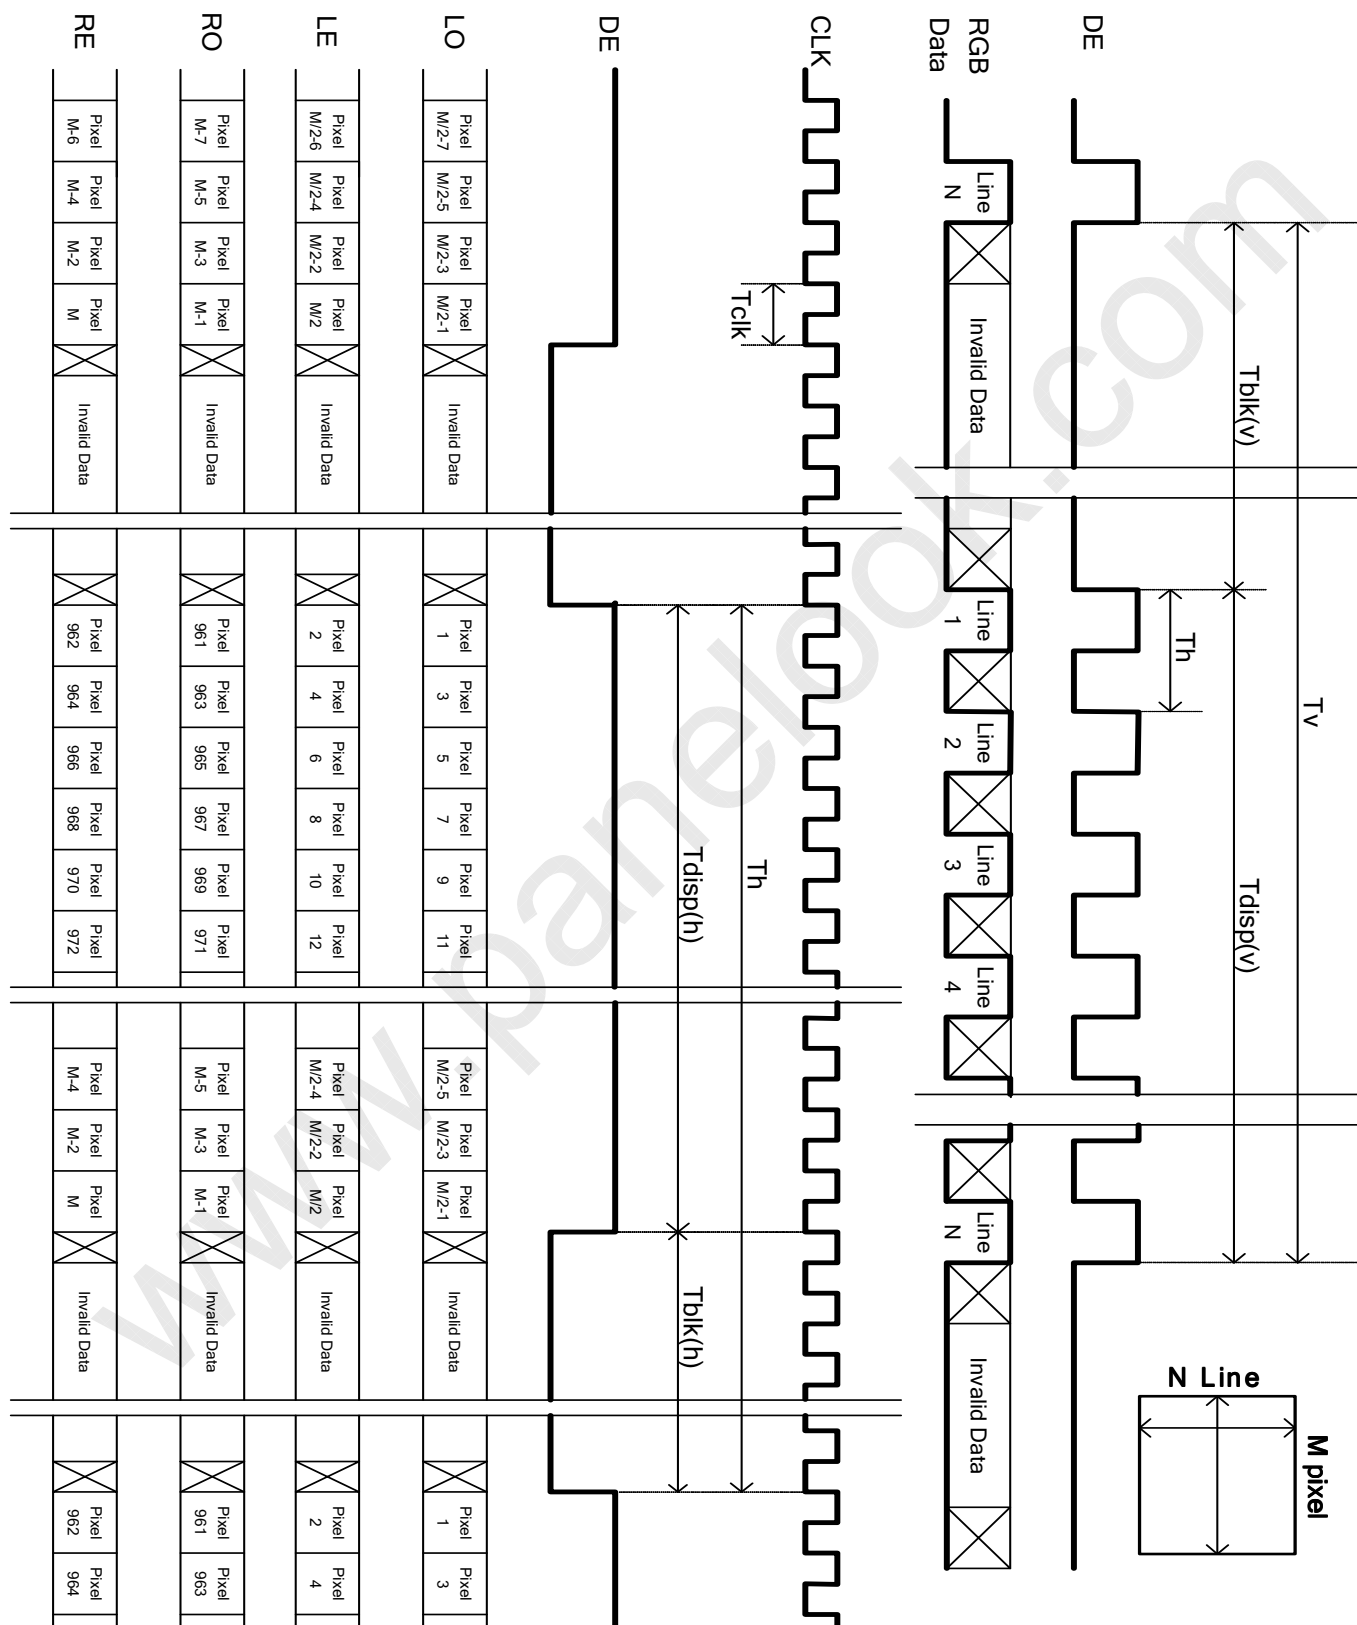 M pixel
Tv
Tblk(v) Tdisp(v)
N Line
Th
DE
RGB Data
Line N
Invalid Data
Line 1
Line 2
Line 3
Line 4
Line N
Invalid Data
CLK
Tclk
Th
Tdisp(h) Tblk(h)
DE
LO
Pixel M/2-7
Pixel M/2-5
Pixel M/2-3
Pixel M/2-1
Invalid Data
Pixel 1
Pixel 3
Pixel 5
Pixel 7
Pixel 9
Pixel 11
Pixel M/2-5
Pixel M/2-3
Pixel M/2-1
Invalid Data
Pixel 1
Pixel 3
LE
Pixel M/2-6
Pixel M/2-4
Pixel M/2-2
Pixel M/2
Invalid Data
Pixel 2
Pixel 4
Pixel 6
Pixel 8
Pixel 10
Pixel 12
Pixel M/2-4
Pixel M/2-2
Pixel M/2
Invalid Data
Pixel 2
Pixel 4
RO
Pixel M-7
Pixel M-5
Pixel M-3
Pixel M-1
Invalid Data
Pixel 961
Pixel 963
Pixel 965
Pixel 967
Pixel 969
Pixel 971
Pixel M-5
Pixel M-3
Pixel M-1
Invalid Data
Pixel 961
Pixel 963
RE
Pixel M-6
Pixel M-4
Pixel M-2
Pixel M
Invalid Data
Pixel 962
Pixel 964
Pixel 966
Pixel 968
Pixel 970
Pixel 972
Pixel M-4
Pixel M-2
Pixel M
Invalid Data
Pixel 962
Pixel 964
www.panelook.com